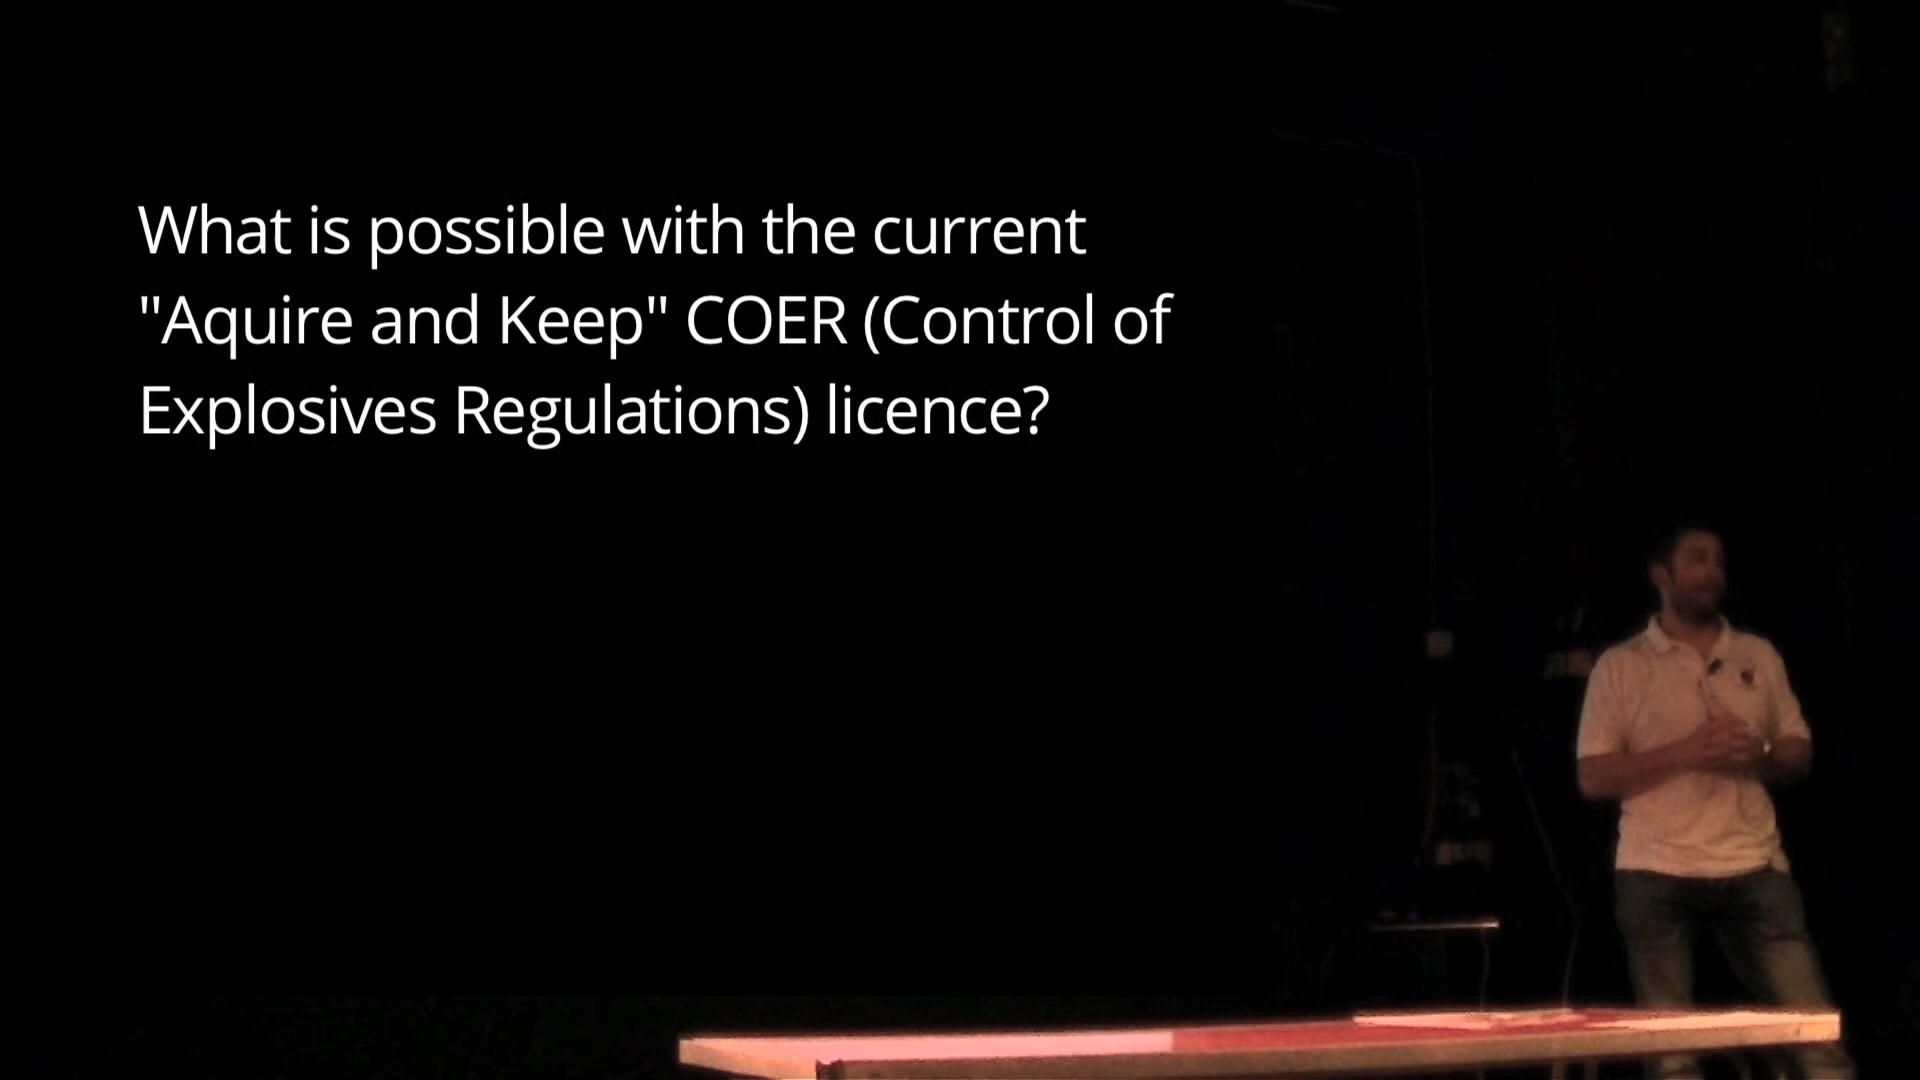 What is possible with the current
"Aquire and Keep" COER (Control of
Explosives Regulations) licence?